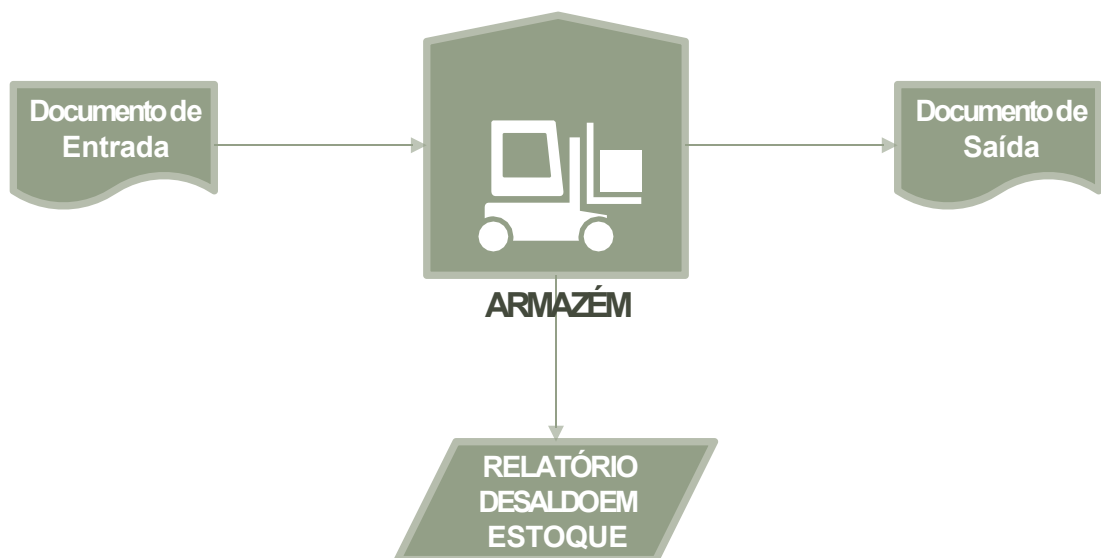 Documento de
Entrada
Documento de
Saída
ARMAZÉM
RELATÓRIO
DESALDOEM
ESTOQUE